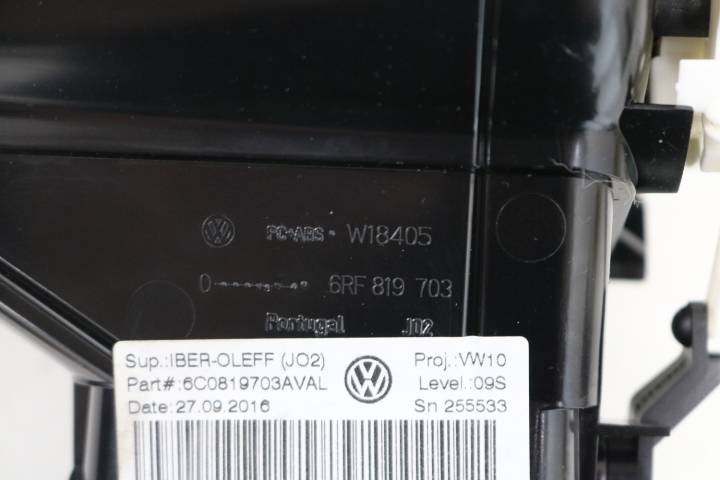 PC+ABS - W18405
6RF 819 703
Portugal J02
Sup.:IBER-OLEFF (JO2) Proj.:VW10
Part#:6C0819703AVAL Level.:09S
Date:27.09.2016 Sn 255533